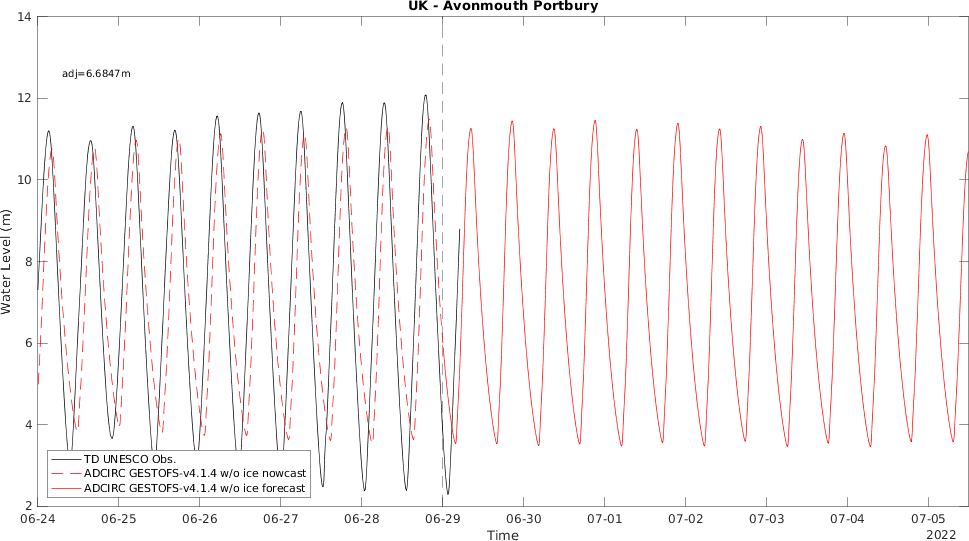 UK - Avonmouth Portbury
14
12
10
8
6
4
2
adj=6.6847m
Water Level (m)
TD UNESCO Obs.
ADCIRC GESTOFS-v4.1.4 w/o ice nowcast
ADCIRC GESTOFS-v4.1.4 w/o ice forecast
06-24 06-25 06-26 06-27 06-28 06-29 06-30 07-01 07-02 07-03 07-04 07-05
Time
2022